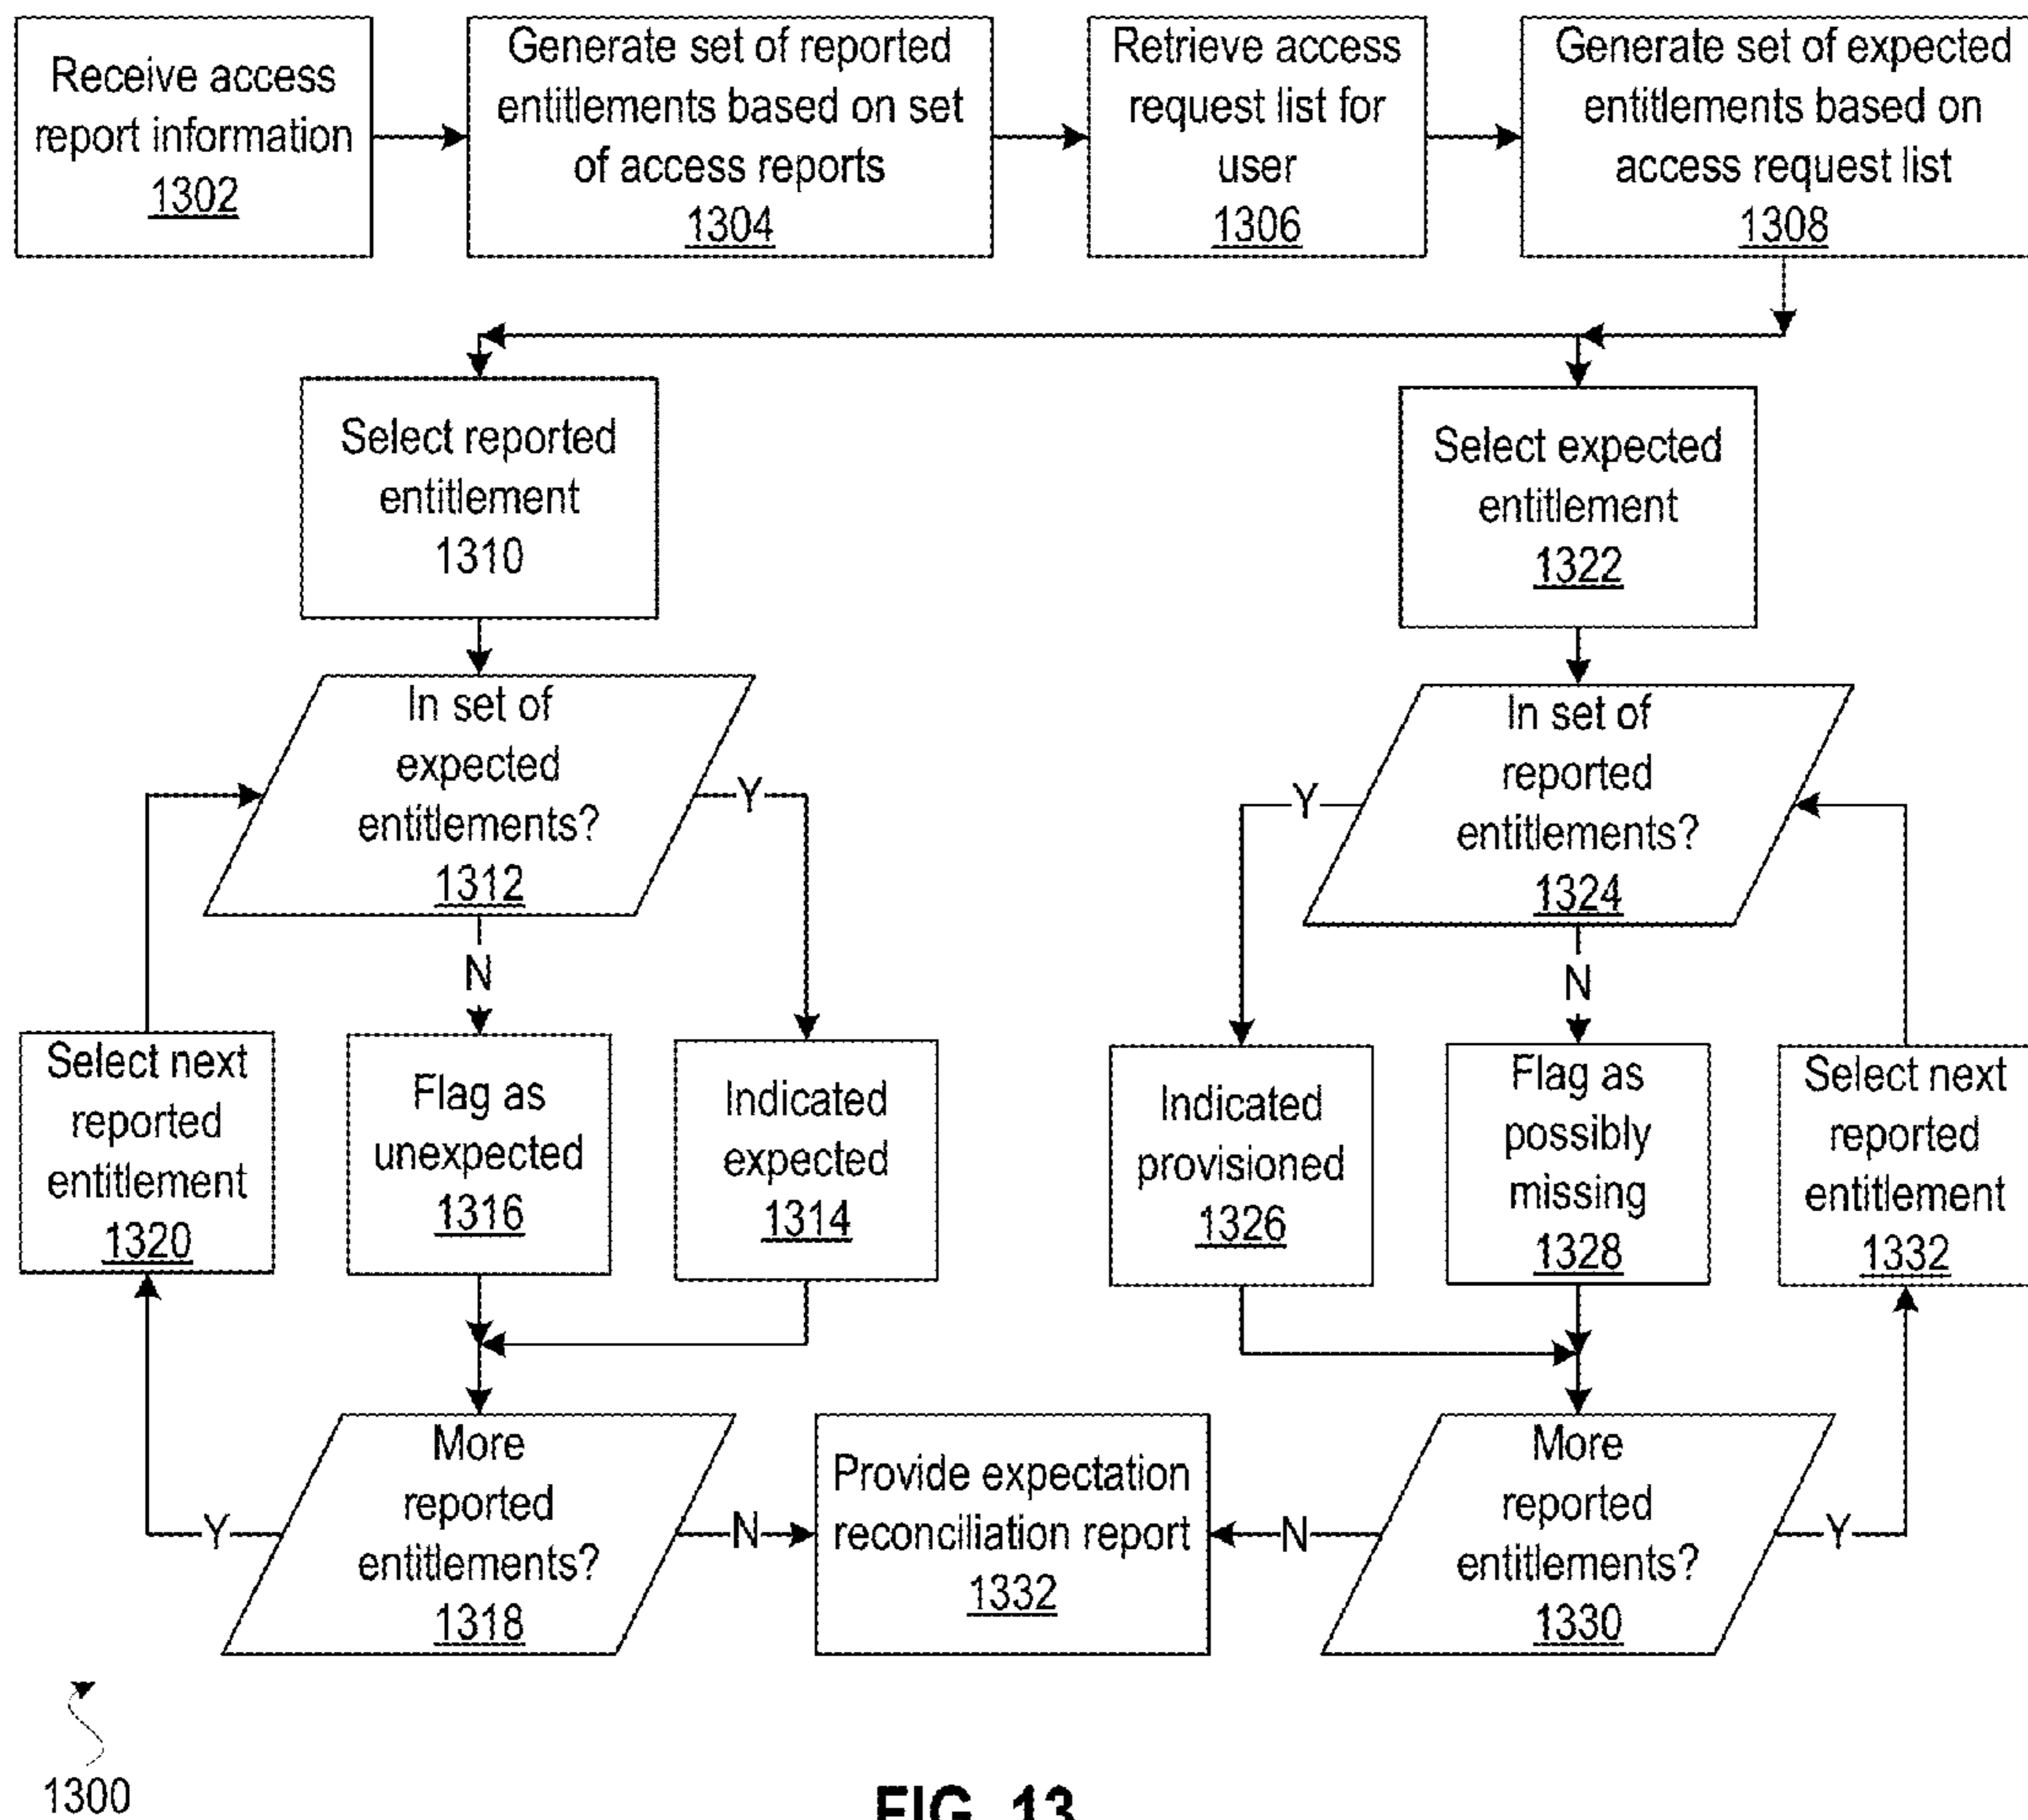 Receive access
report information
1302
Generate set of reported
entitlements based on set
of access reports
1304
Retrieve access
request list for
user
1306
Generate set of expected
entitlements based on
access request list
1308
Select reported
entitlement
1310
Select expected
entitlement
1322
In set of
expected
entitlements?
1312
Y
N
In set of
reported
entitlements?
1324
Y
N
Select next
reported
entitlement
1320
Flag as
unexpected
1316
Indicated
expected
1314
Indicated
provisioned
1326
Flag as
possibly
missing
1328
Select next
reported
entitlement
1332
More
reported
entitlements?
1318
Y
N
Provide expectation
reconciliation report
1332
More
reported
entitlements?
1330
N
Y
1300
FIG. 13